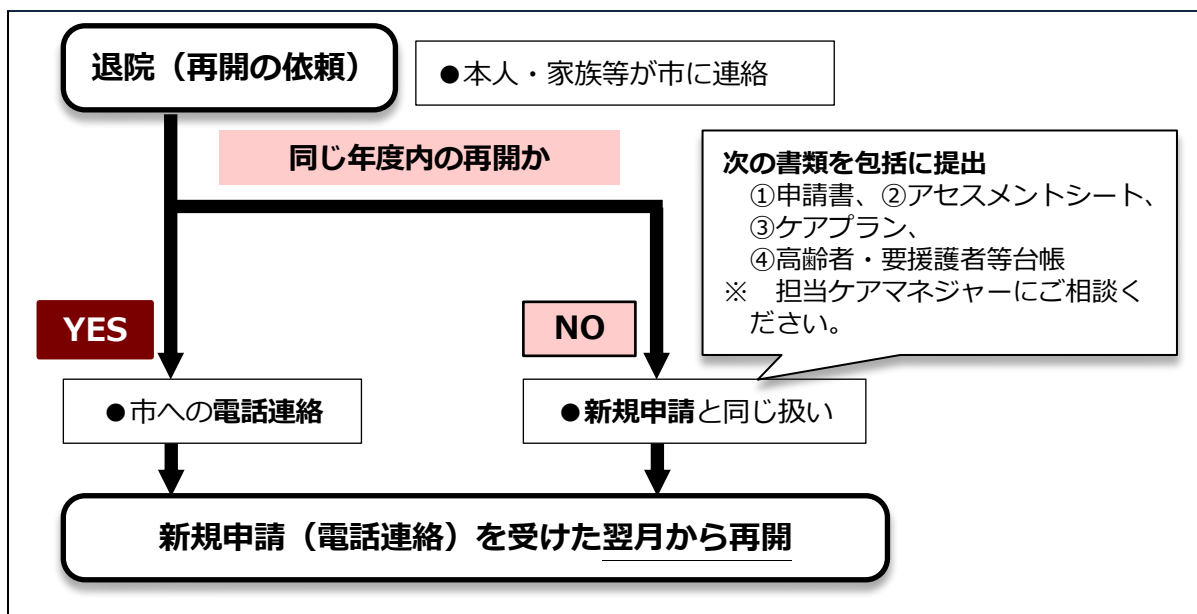 退院（再開の依頼）
●本人・家族等が市に連絡
同じ年度内の再開か
次の書類を包括に提出
①申請書、②アセスメントシート、
③ケアプラン、
④高齢者・要援護者等台帳
※　担当ケアマネジャーにご相談く
ださい。
YES
NO
●市への電話連絡
●新規申請と同じ扱い
新規申請（電話連絡）を受けた翌月から再開